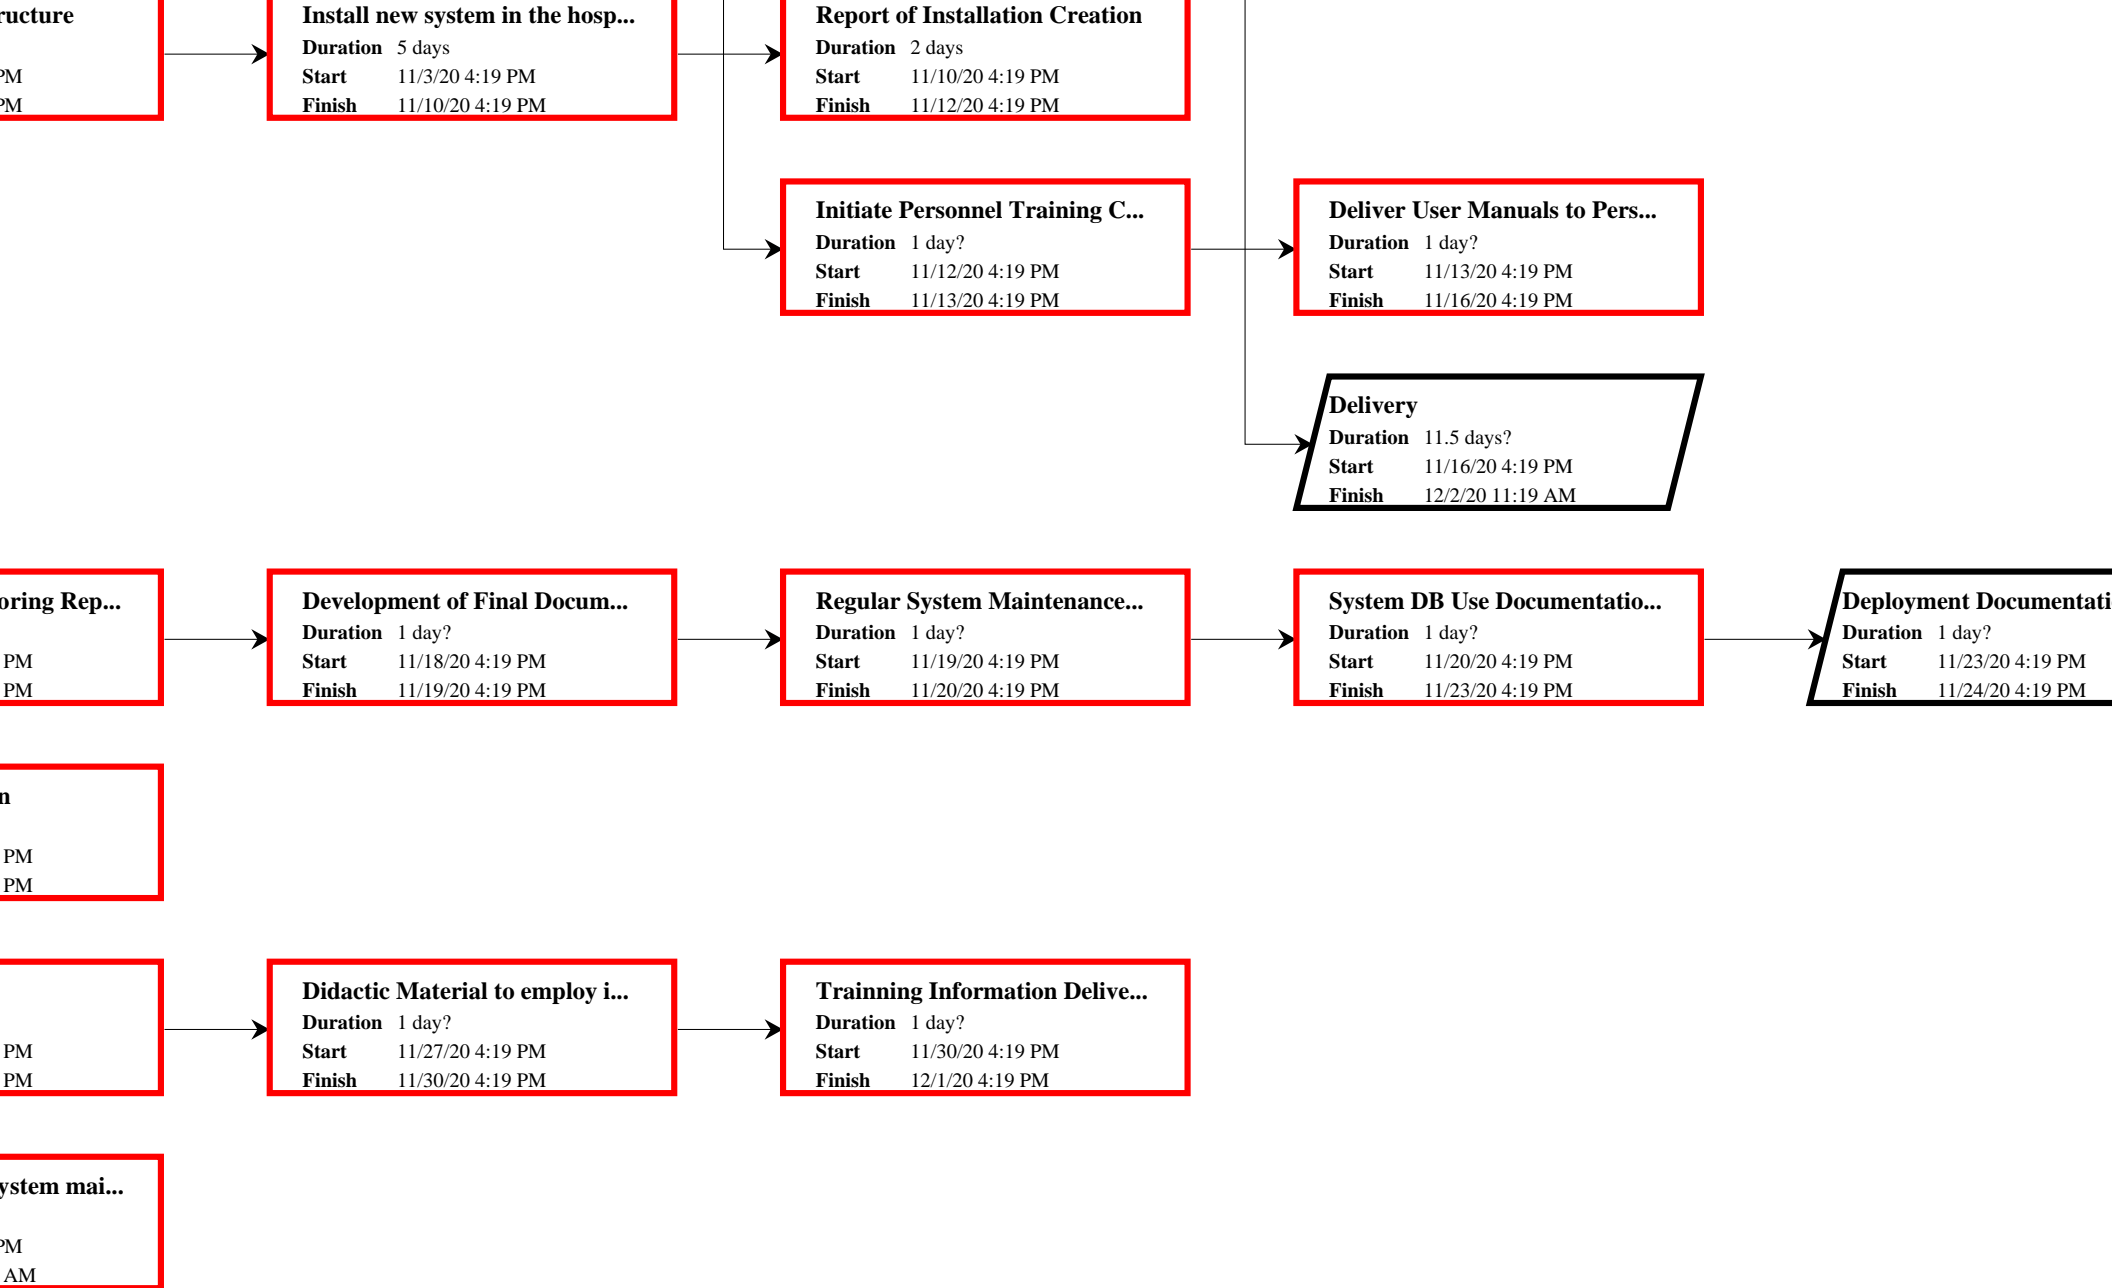 ructure
PM
PM
Install new system in the hosp...
Duration 5 days
Start 11/3/20 4:19 PM
Finish 11/10/20 4:19 PM
Report of Installation Creation
Duration 2 days
Start 11/10/20 4:19 PM
Finish 11/12/20 4:19 PM
Initiate Personnel Training C...
Duration 1 day?
Start 11/12/20 4:19 PM
Finish 11/13/20 4:19 PM
Deliver User Manuals to Pers...
Duration 1 day?
Start 11/13/20 4:19 PM
Finish 11/16/20 4:19 PM
Delivery
Duration 11.5 days?
Start 11/16/20 4:19 PM
Finish 12/2/20 11:19 AM
oring Rep...
PM
PM
Development of Final Docum...
Duration 1 day?
Start 11/18/20 4:19 PM
Finish 11/19/20 4:19 PM
Regular System Maintenance...
Duration 1 day?
Start 11/19/20 4:19 PM
Finish 11/20/20 4:19 PM
System DB Use Documentatio...
Duration 1 day?
Start 11/20/20 4:19 PM
Finish 11/23/20 4:19 PM
Deployment Documentati
Duration 1 day?
Start 11/23/20 4:19 PM
Finish 11/24/20 4:19 PM
n
PM
PM
PM
PM
Didactic Material to employ i...
Duration 1 day?
Start 11/27/20 4:19 PM
Finish 11/30/20 4:19 PM
Trainning Information Delive...
Duration 1 day?
Start 11/30/20 4:19 PM
Finish 12/1/20 4:19 PM
ystem mai...
PM
AM